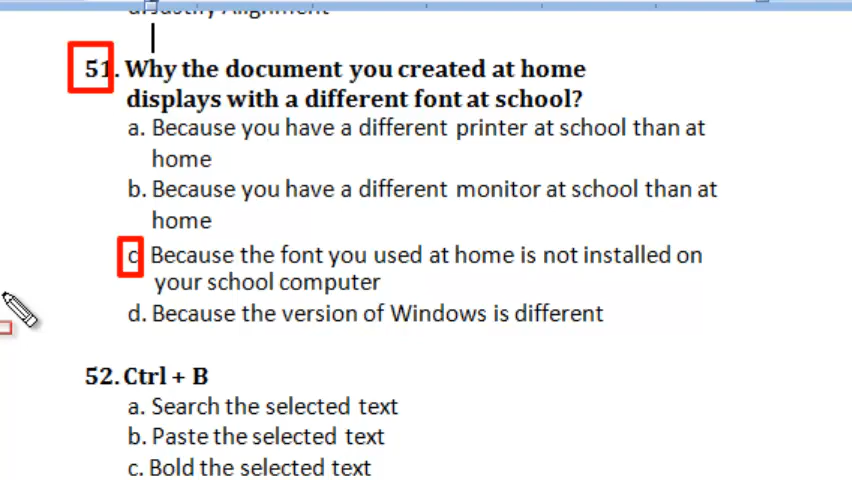 d. Justify Alignment
51. Why the document you created at home
displays with a different font at school?
a. Because you have a different printer at school than at
home
b. Because you have a different monitor at school than at
home
c. Because the font you used at home is not installed on
your school computer
d. Because the version of Windows is different
52. Ctrl + B
a. Search the selected text
b. Paste the selected text
c. Bold the selected text